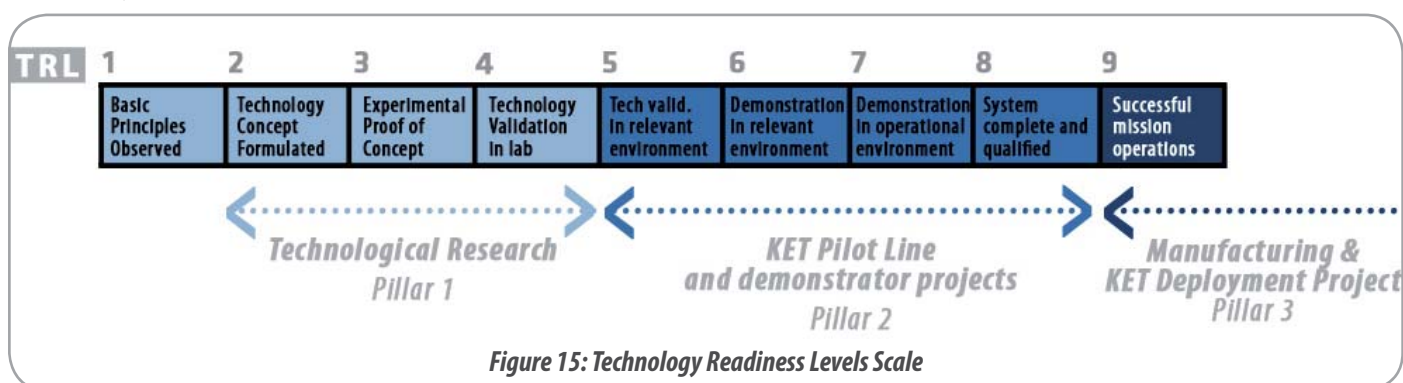 TRL 1 2 3 4 5 6 7 8 9
Basic
Principles
Observed
Technology
Concept
Formulated
Experimental
Proof of
Concept
Technology
Validation
in lab
Tech valid.
in relevant
environment
Demonstration
in relevant
environment
Demonstration
in operational
environment
System
complete and
qualified
Successful
mission
operations
Technological Research
Pillar 1
KET Pilot Line
and demonstrator projects
Pillar 2
Manufacturing &
KET Deployment Project
Pillar 3
Figure 15: Technology Readiness Levels Scale